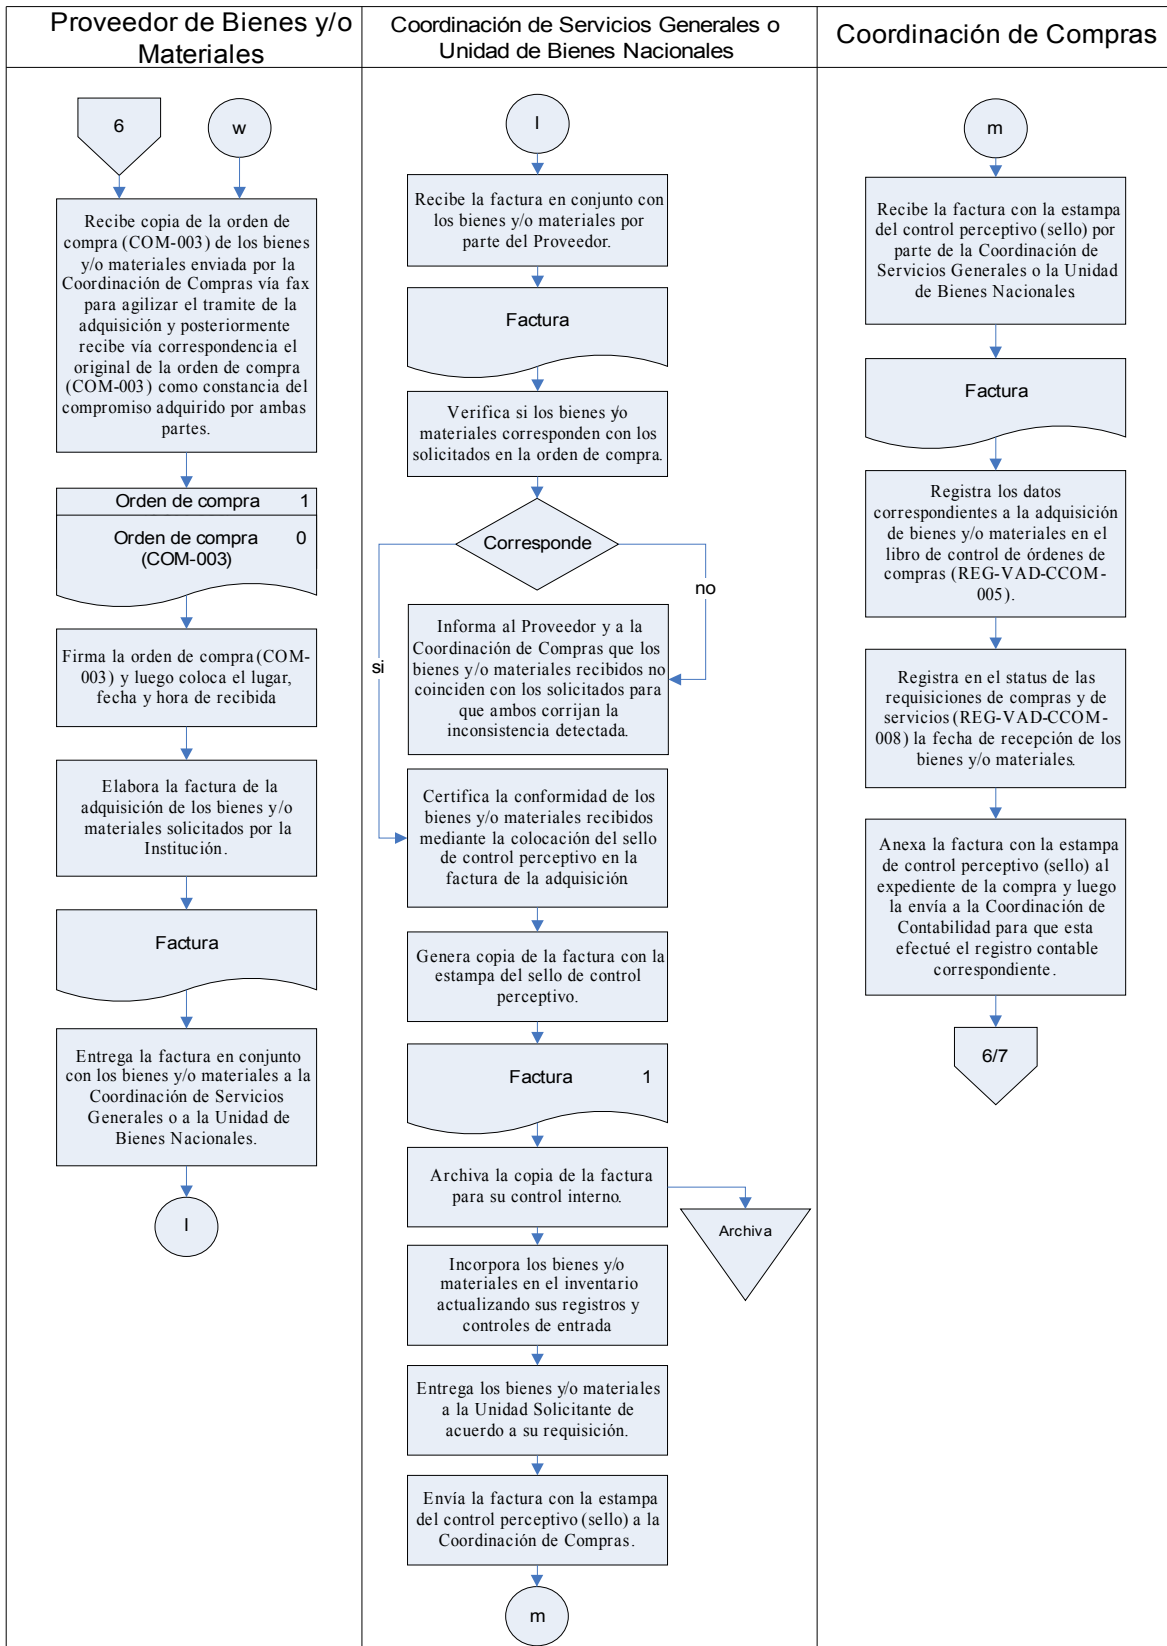 Proveedor de Bienes y/o
Materiales
Coordinación de Servicios Generales o
Unidad de Bienes Nacionales
Coordinación de Compras
6
w
Recibe copia de la orden de
compra (COM-003) de los bienes
y/o materiales enviada por la
Coordinación de Compras vía fax
para agilizar el tramite de la
adquisición y posteriormente
recibe vía correspondencia el
original de la orden de compra
(COM-003) como constancia del
compromiso adquirido por ambas
partes.
Orden de compra 1
Orden de compra 0
(COM-003)
Firma la orden de compra (COM-
003) y luego coloca el lugar,
fecha y hora de recibida
Elabora la factura de la
adquisición de los bienes y/o
materiales solicitados por la
Institución.
Factura
Entrega la factura en conjunto
con los bienes y/o materiales a la
Coordinación de Servicios
Generales o a la Unidad de
Bienes Nacionales.
l
l
Recibe la factura en conjunto con
los bienes y/o materiales por
parte del Proveedor.
Factura
Verifica si los bienes y/o
materiales corresponden con los
solicitados en la orden de compra.
Corresponde
no
si
Informa al Proveedor y a la
Coordinación de Compras que los
bienes y/o materiales recibidos no
coinciden con los solicitados para
que ambos corrijan la
inconsistencia detectada.
Certifica la conformidad de los
bienes y/o materiales recibidos
mediante la colocación del sello
de control perceptivo en la
factura de la adquisición
Genera copia de la factura con la
estampa del sello de control
perceptivo.
Factura 1
Archiva la copia de la factura
para su control interno.
Archiva
Incorpora los bienes y/o
materiales en el inventario
actualizando sus registros y
controles de entrada
Entrega los bienes y/o materiales
a la Unidad Solicitante de
acuerdo a su requisición.
Envía la factura con la estampa
del control perceptivo (sello) a la
Coordinación de Compras.
m
m
Recibe la factura con la estampa
del control perceptivo (sello) por
parte de la Coordinación de
Servicios Generales o la Unidad
de Bienes Nacionales.
Factura
Registra los datos
correspondientes a la adquisición
de bienes y/o materiales en el
libro de control de órdenes de
compras (REG-VAD-CCOM-
005).
Registra en el status de las
requisiciones de compras y de
servicios (REG-VAD-CCOM-
008) la fecha de recepción de los
bienes y/o materiales.
Anexa la factura con la estampa
de control perceptivo (sello) al
expediente de la compra y luego
la envía a la Coordinación de
Contabilidad para que esta
efectué el registro contable
correspondiente.
6/7